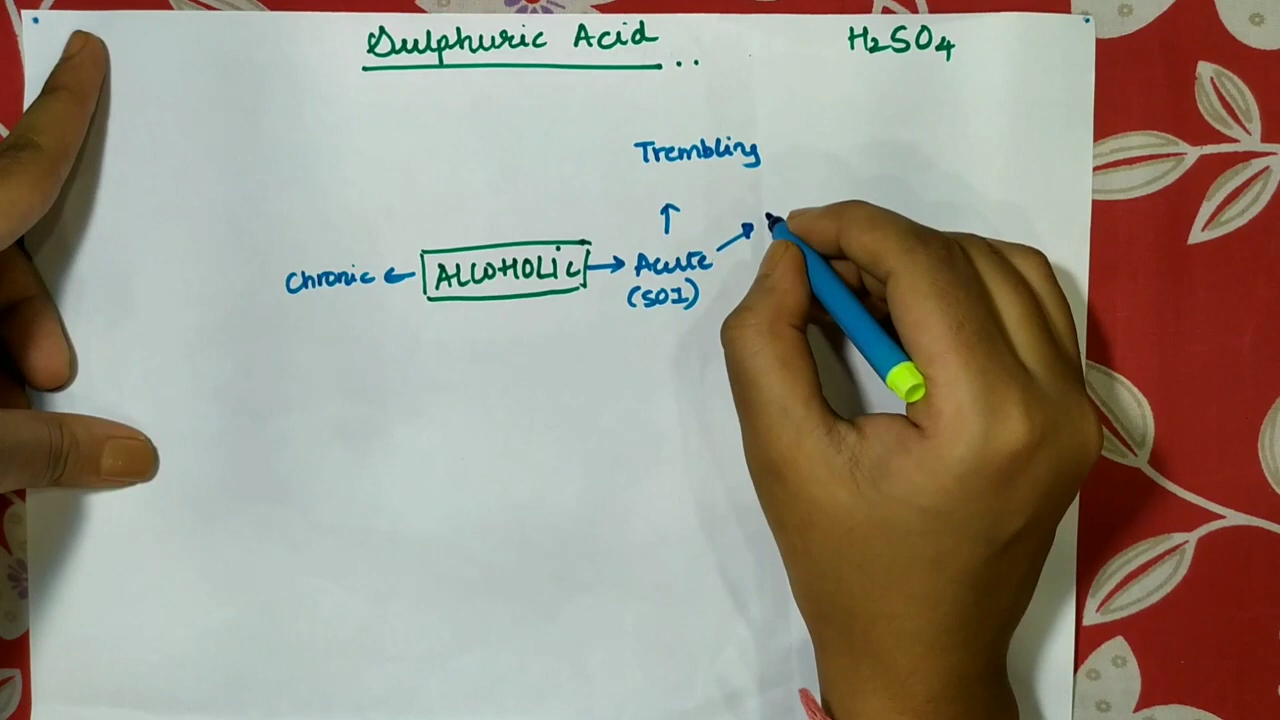 Sulphuric Acid ..
H2SO4
Trembling
Chronic ← ALCOHOLic → Acute
(SOI)